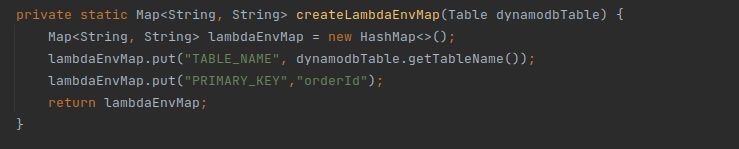 private static Map<String, String> createLambdaEnvMap(Table dynamodbTable) {
    Map<String, String> lambdaEnvMap = new HashMap<>();
    lambdaEnvMap.put("TABLE_NAME", dynamodbTable.getTableName());
    lambdaEnvMap.put("PRIMARY_KEY","orderId");
    return lambdaEnvMap;
}